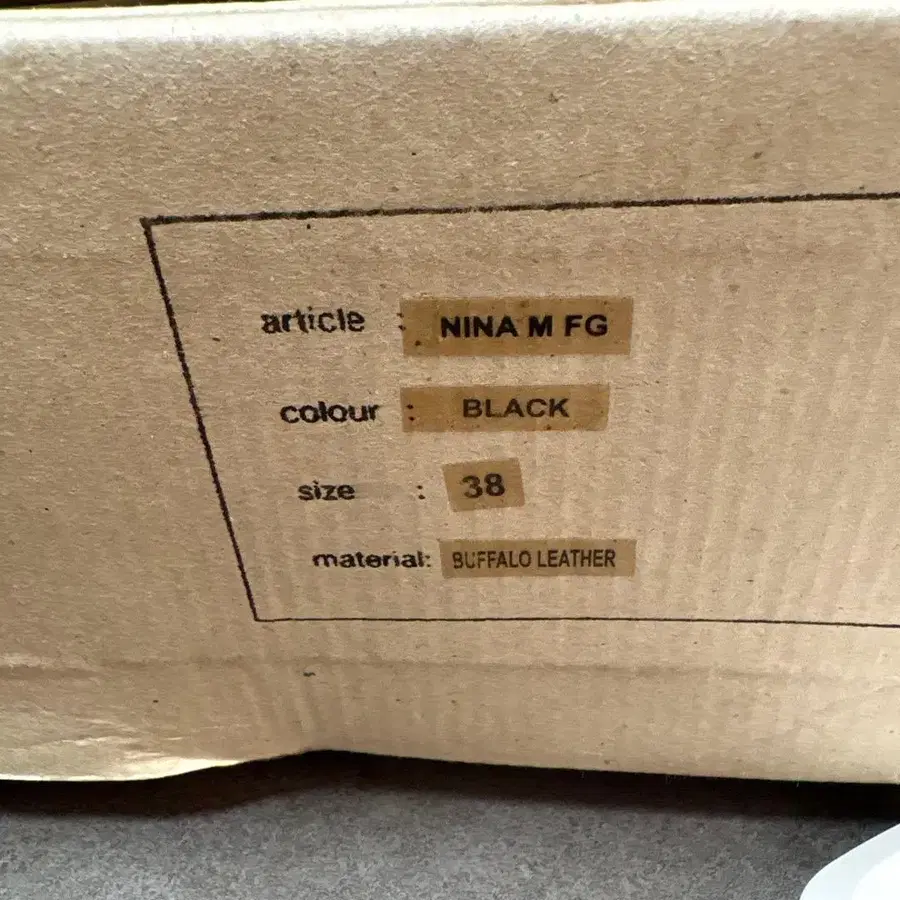 article : NINA M FG
colour : BLACK
size : 38
material: BUFFALO LEATHER